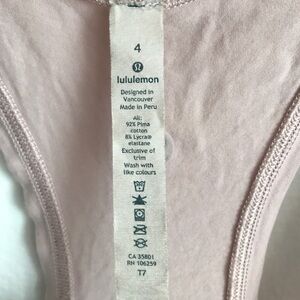 4
lululemon
Designed in
Vancouver
Made in Peru
All:
92% Pima
cotton
8% Lycra®
elastane
Exclusive of
trim
Wash with
like colours
CA 35801
RN 106259
T7